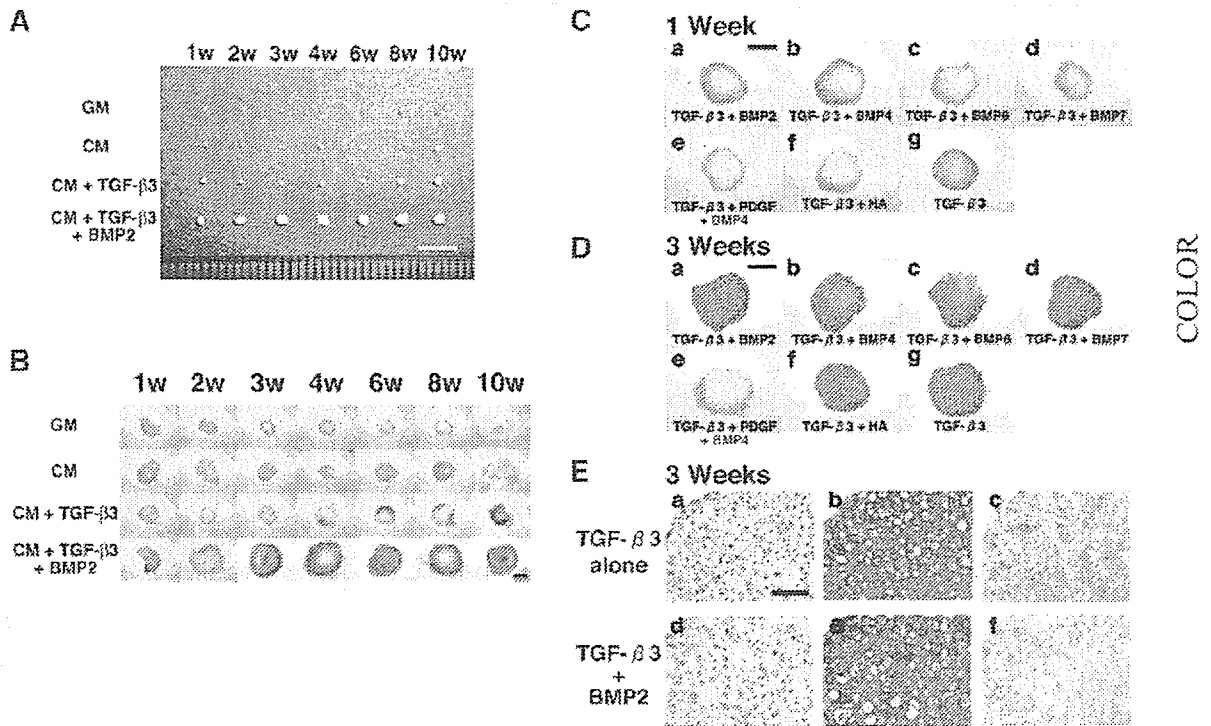 A
1w 2w 3w 4w 6w 8w 10w
GM
CM
CM + TGF-β3
CM + TGF-β3
+ BMP2
B
1w 2w 3w 4w 6w 8w 10w
GM
CM
CM + TGF-β3
CM + TGF-β3
+ BMP2
C
1 Week
a b c d
TGF-β3 + BMP2 TGF-β3 + BMP4 TGF-β3 + BMP6 TGF-β3 + BMP7
e f g
TGF-β3 + PDGF
+ BMP4
TGF-β3 + HA TGF-β3
D
3 Weeks
a b c d
TGF-β3 + BMP2 TGF-β3 + BMP4 TGF-β3 + BMP6 TGF-β3 + BMP7
e f g
TGF-β3 + PDGF
+ BMP4
TGF-β3 + HA TGF-β3
E
3 Weeks
a b c
TGF-β3
alone
d e f
TGF-β3
+
BMP2
COLOR